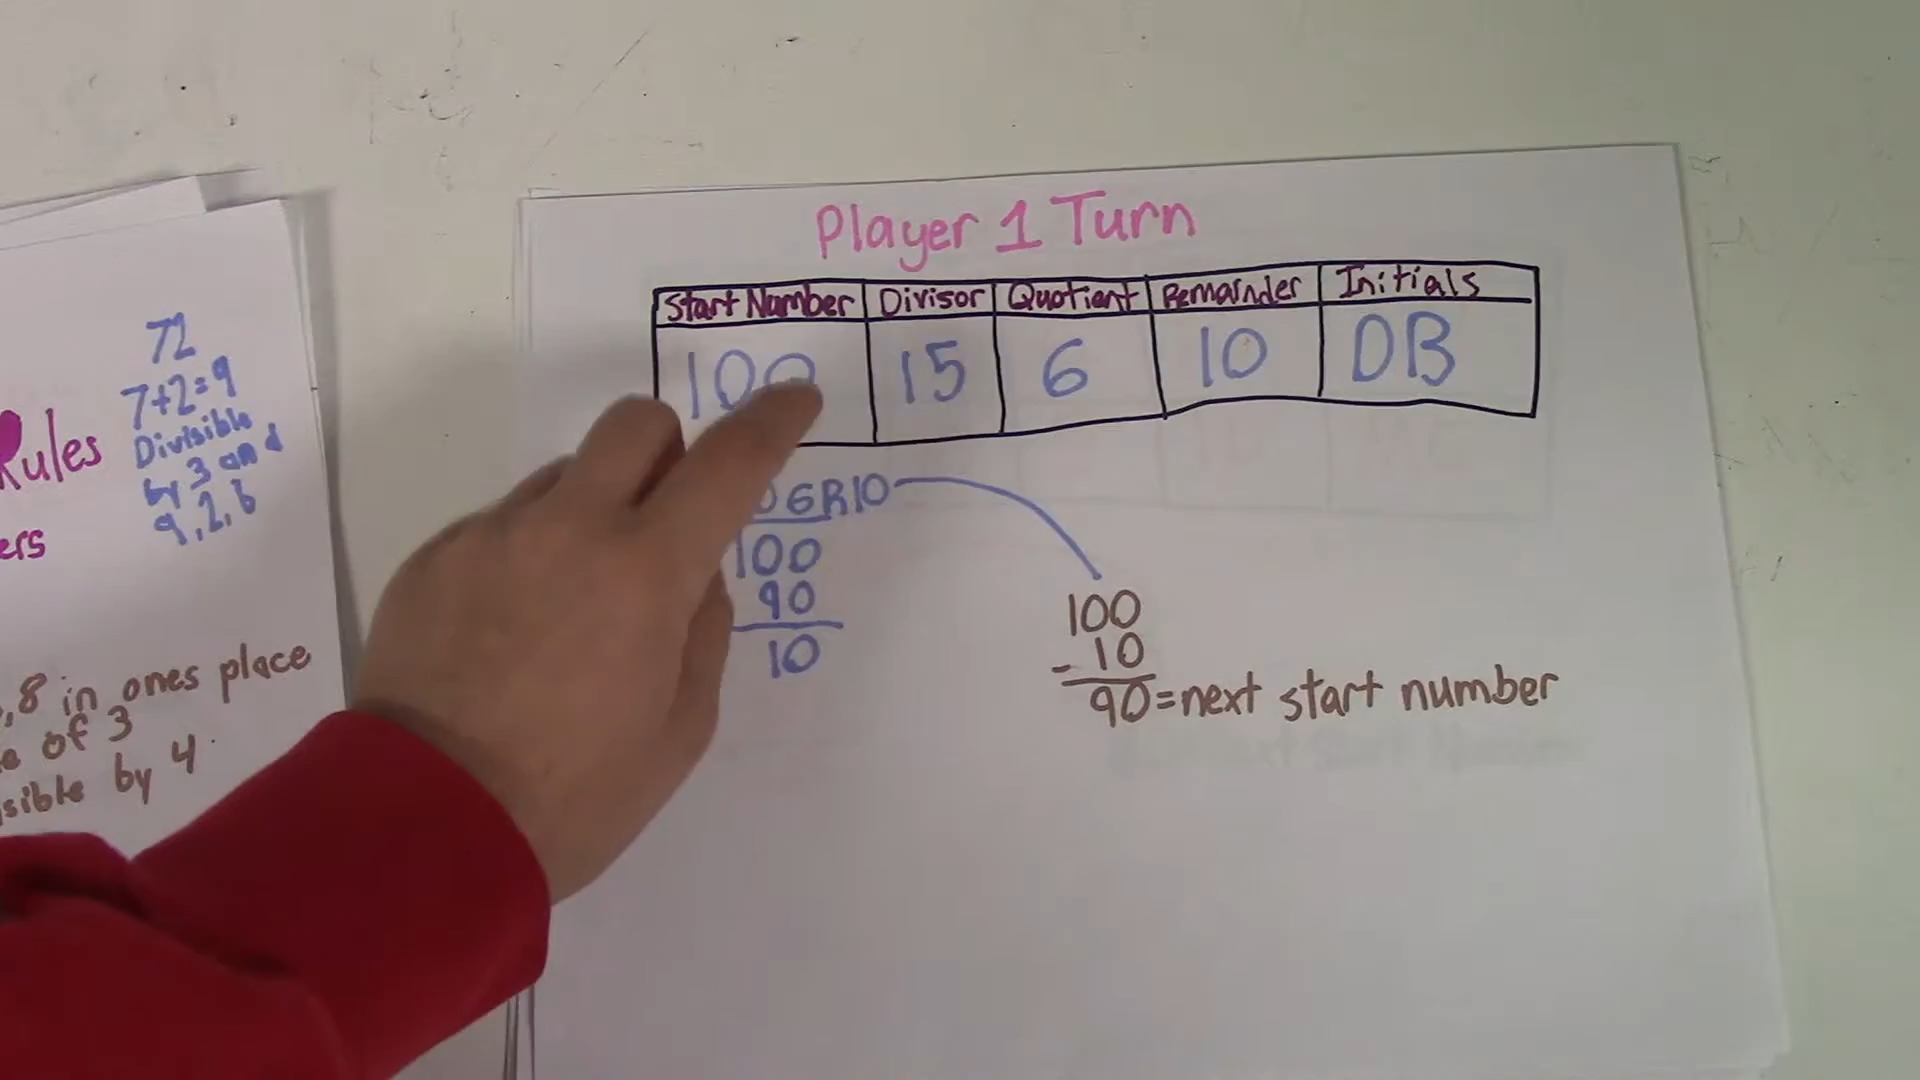 72
7+2=9
Divisible
by 3 and
9,2,6
Rules
ers
,8 in ones place
of 3
by 4
Player 1 Turn
Start Number Divisor Quotient Remainder Initials
100 15 6 10 DB
6R10
100
90
10
100
- 10
90=next start number